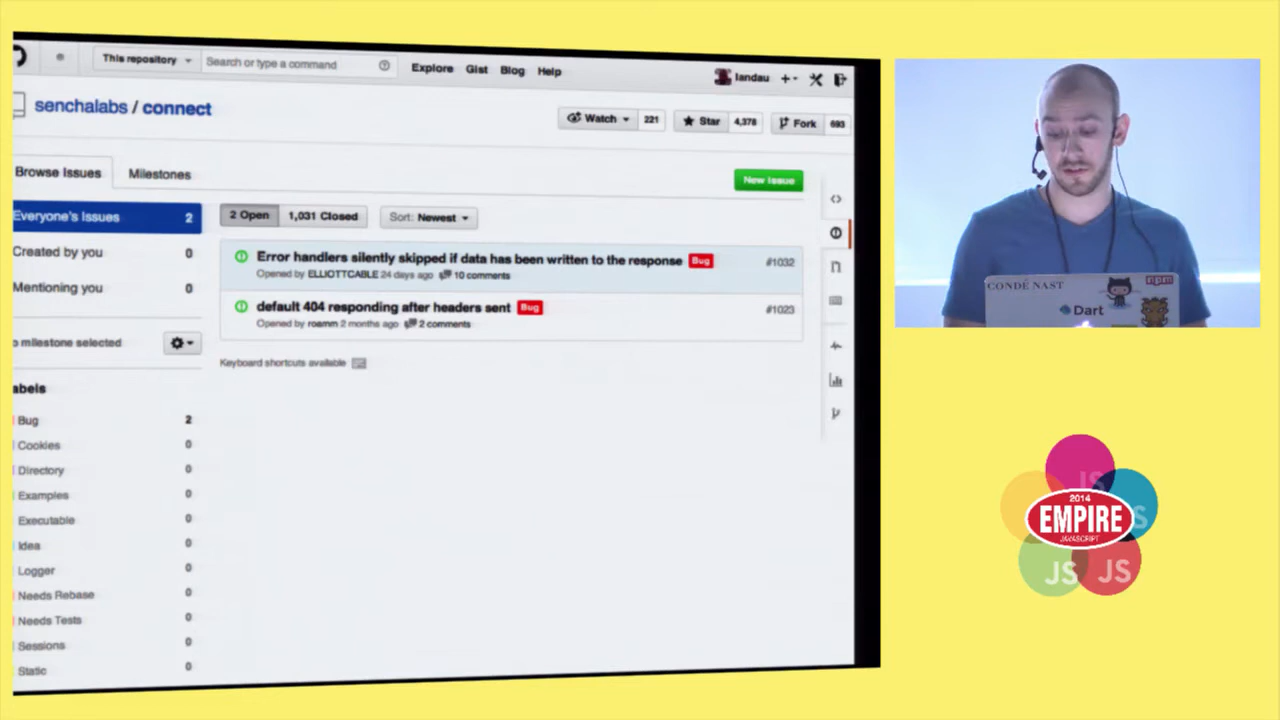 This repository
Search or type a command
Explore Gist Blog Help
landau
senchalabs / connect
Watch 221
Star 4,378
Fork 693
Browse Issues
Milestones
New Issue
Everyone's Issues 2
2 Open 1,031 Closed
Sort: Newest
Created by you 0
Mentioning you 0
Error handlers silently skipped if data has been written to the response Bug #1032
Opened by ELLIOTTCABLE 24 days ago 10 comments
default 404 responding after headers sent Bug #1023
Opened by roamm 2 months ago 2 comments
o milestone selected
Keyboard shortcuts available
abels
Bug 2
Cookies 0
Directory 0
Examples 0
Executable 0
Idea 0
Logger 0
Needs Rebase 0
Needs Tests 0
Sessions 0
Static 0
CONDÉ NAST
npm
Dart
JS
2014
EMPIRE
JAVASCRIPT
JS
JS
JS